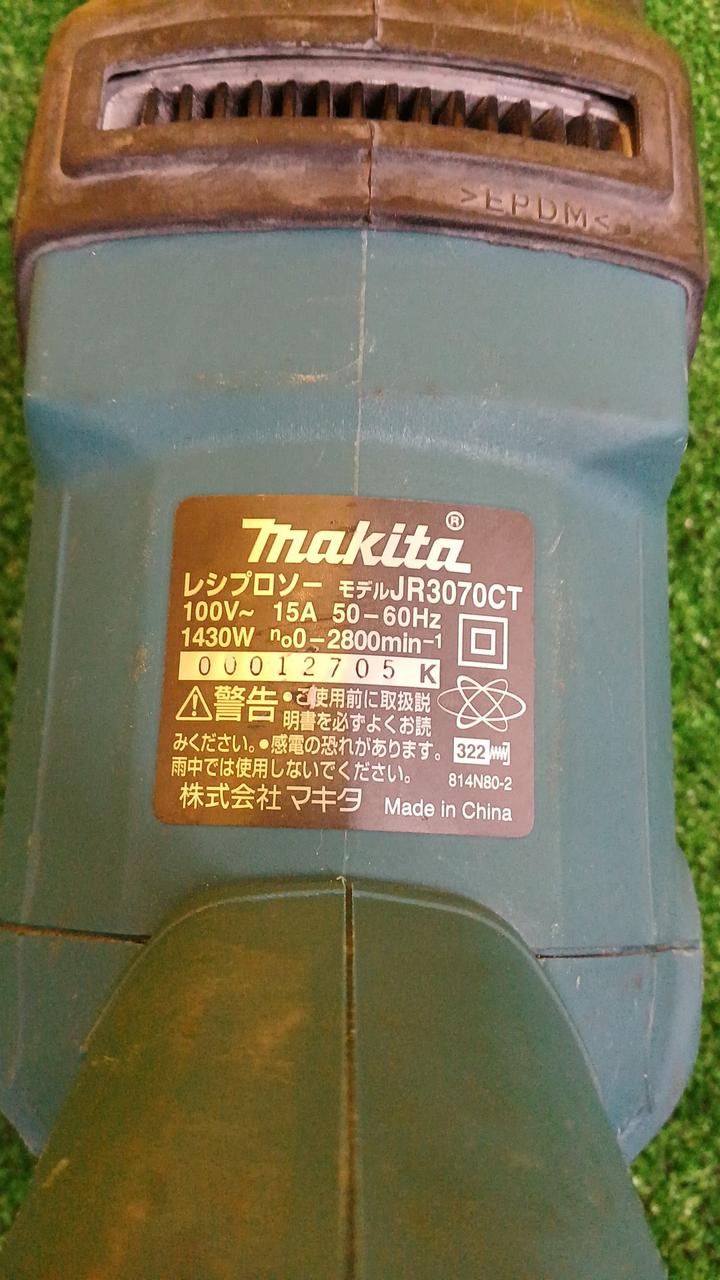 >EPDM<
makita®
レシプロソー モデルJR3070CT
100V~ 15A 50-60Hz
1430W n₀0-2800min⁻¹
00012705 K
⚠警告 •ご使用前に取扱説
明書を必ずよくお読
みください。•感電の恐れがあります。
322
雨中では使用しないでください。
814N80-2
株式会社マキタ Made in China